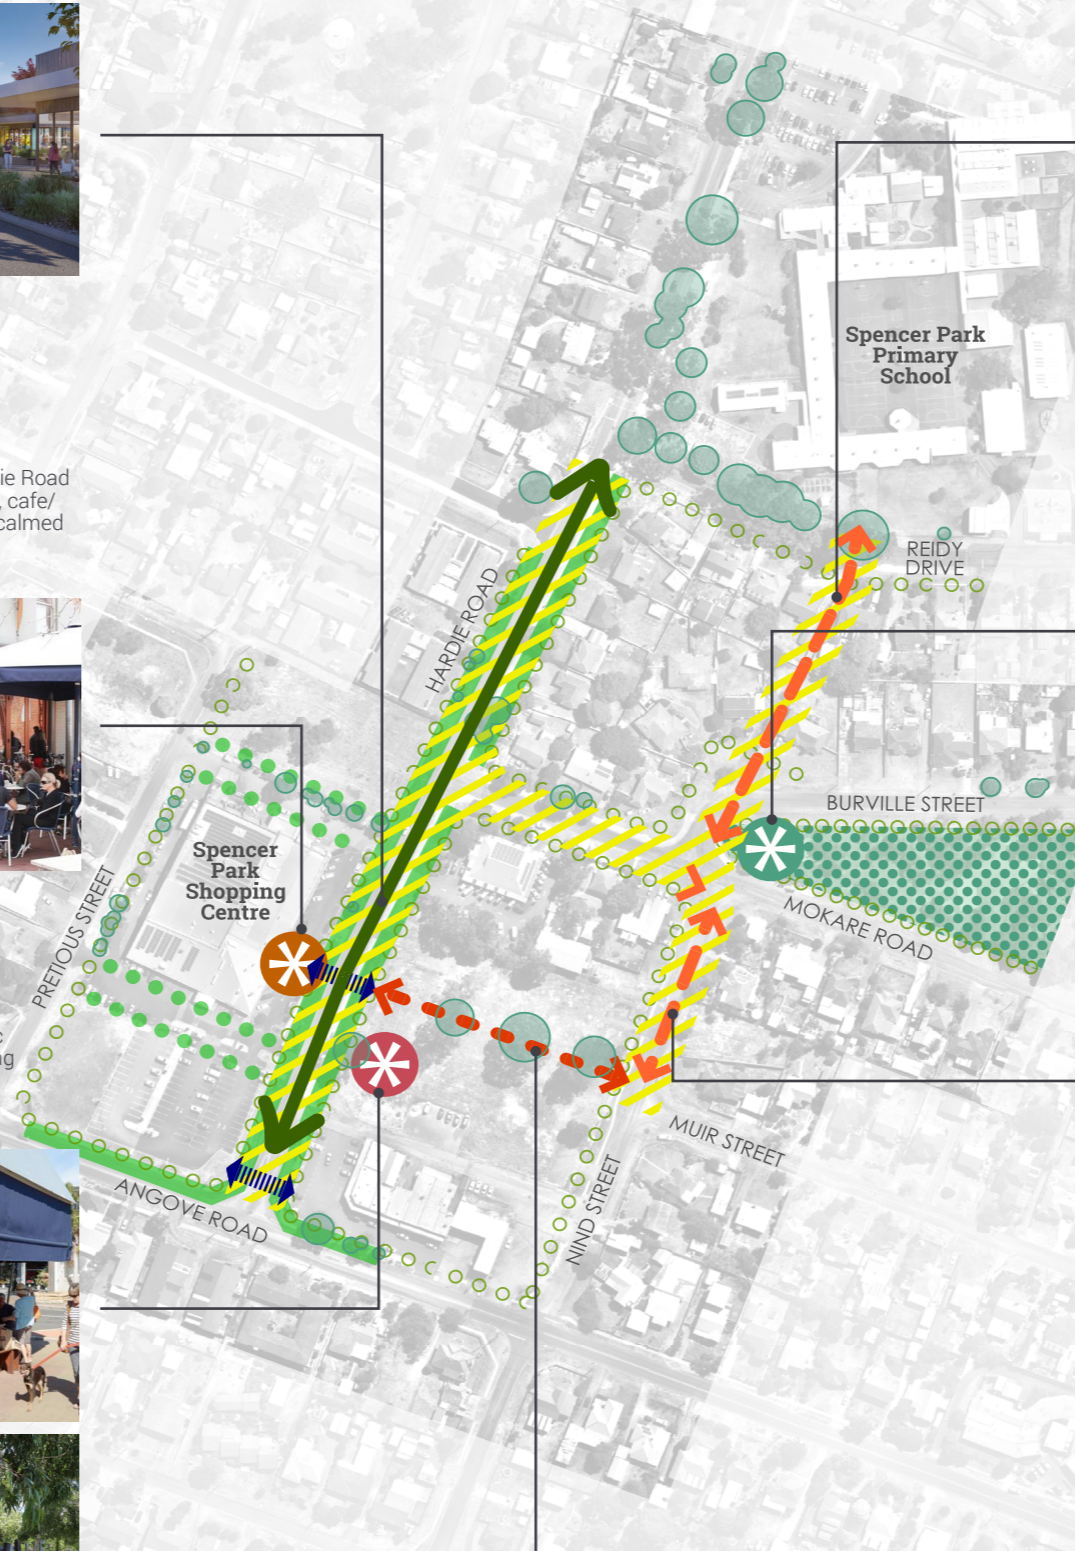 Spencer Park
Primary
School
ie Road
, cafe/
calmed
REIDY
DRIVE
HARDIE ROAD
BURVILLE STREET
Spencer
Park
Shopping
Centre
PRETIOUS STREET
MOKARE ROAD
ng
MUIR STREET
NIND STREET
ANGOVE ROAD